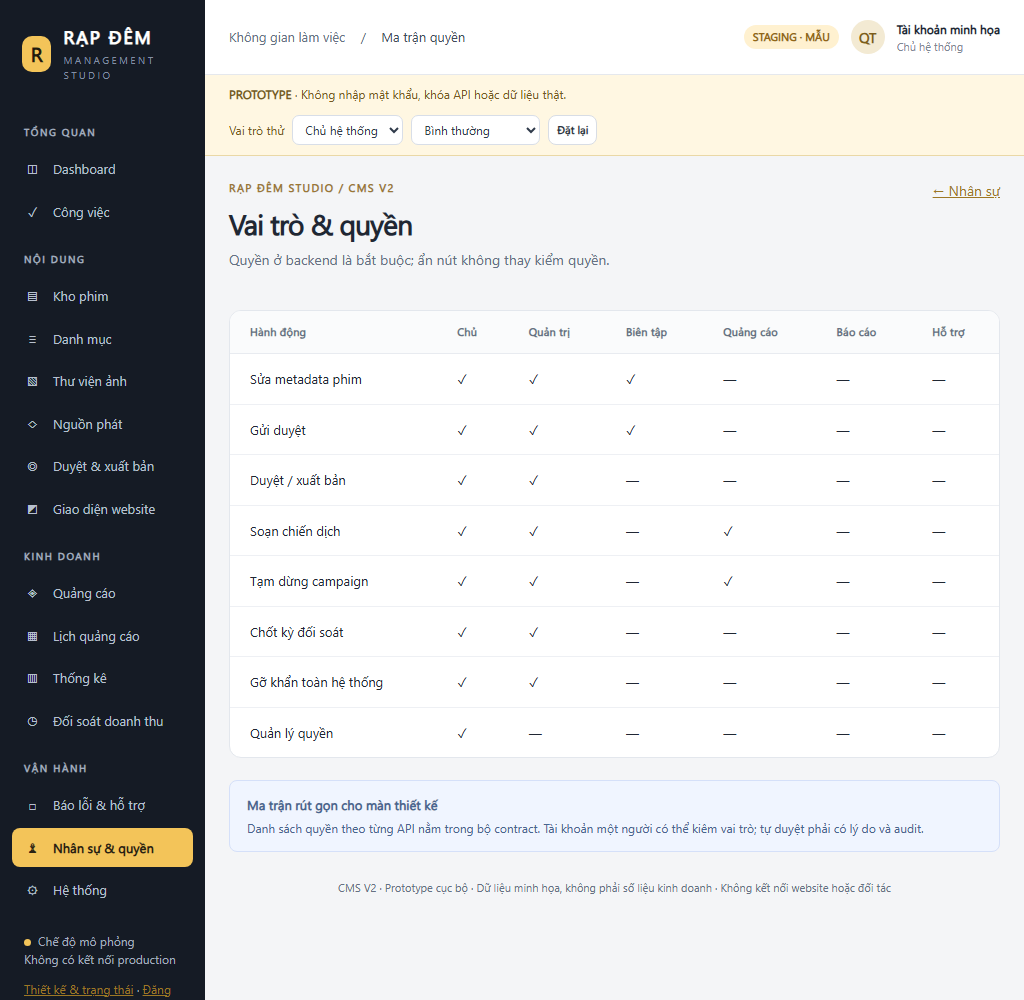 R
RẠP ĐÊM
MANAGEMENT
STUDIO
TỔNG QUAN
Dashboard
✓ Công việc
NỘI DUNG
Kho phim
Danh mục
Thư viện ảnh
Nguồn phát
Duyệt & xuất bản
Giao diện website
KINH DOANH
Quảng cáo
Lịch quảng cáo
Thống kê
Đối soát doanh thu
VẬN HÀNH
Báo lỗi & hỗ trợ
Nhân sự & quyền
Hệ thống
Chế độ mô phỏng
Không có kết nối production
Thiết kế & trạng thái · Đăng
Không gian làm việc / Ma trận quyền
STAGING · MẪU
QT
Tài khoản minh họa
Chủ hệ thống
PROTOTYPE · Không nhập mật khẩu, khóa API hoặc dữ liệu thật.
Vai trò thử Chủ hệ thống Bình thường Đặt lại
RẠP ĐÊM STUDIO / CMS V2
← Nhân sự
Vai trò & quyền
Quyền ở backend là bắt buộc; ẩn nút không thay kiểm quyền.
Hành động Chủ Quản trị Biên tập Quảng cáo Báo cáo Hỗ trợ
Sửa metadata phim ✓ ✓ ✓ — — —
Gửi duyệt ✓ ✓ ✓ — — —
Duyệt / xuất bản ✓ ✓ — — — —
Soạn chiến dịch ✓ ✓ — ✓ — —
Tạm dừng campaign ✓ ✓ — ✓ — —
Chốt kỳ đối soát ✓ ✓ — — — —
Gỡ khẩn toàn hệ thống ✓ ✓ — — — —
Quản lý quyền ✓ — — — — —
Ma trận rút gọn cho màn thiết kế
Danh sách quyền theo từng API nằm trong bộ contract. Tài khoản một người có thể kiêm vai trò; tự duyệt phải có lý do và audit.
CMS V2 · Prototype cục bộ · Dữ liệu minh họa, không phải số liệu kinh doanh · Không kết nối website hoặc đối tác